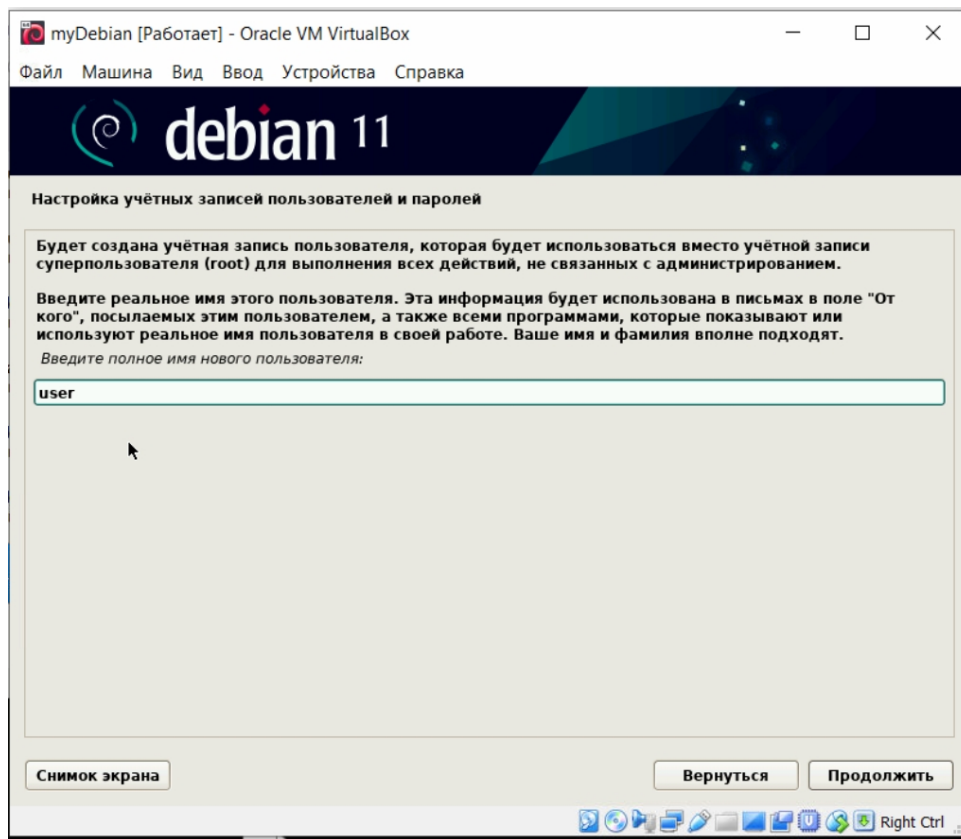 myDebian [Работает] - Oracle VM VirtualBox
Файл Машина Вид Ввод Устройства Справка
debian 11
Настройка учётных записей пользователей и паролей
Будет создана учётная запись пользователя, которая будет использоваться вместо учётной записи
суперпользователя (root) для выполнения всех действий, не связанных с администрированием.
Введите реальное имя этого пользователя. Эта информация будет использована в письмах в поле "От
кого", посылаемых этим пользователем, а также всеми программами, которые показывают или
используют реальное имя пользователя в своей работе. Ваше имя и фамилия вполне подходят.
Введите полное имя нового пользователя:
user
Снимок экрана Вернуться Продолжить
Right Ctrl